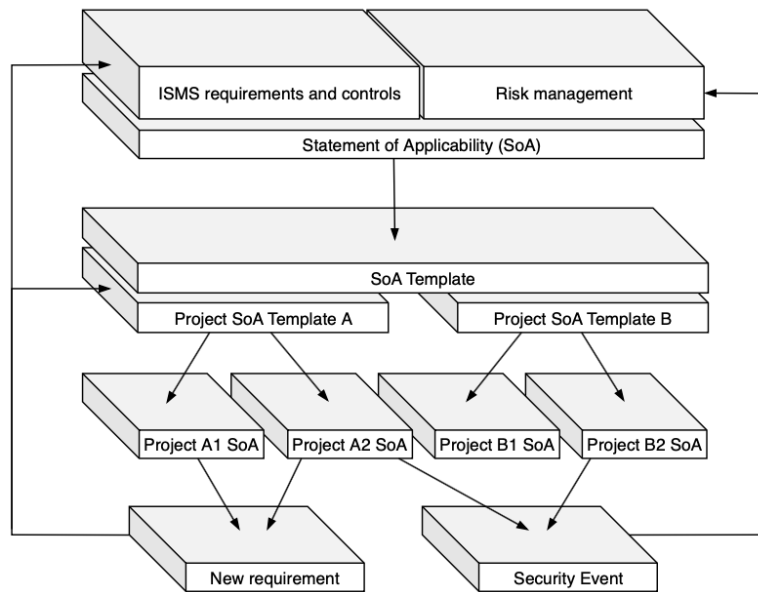 ISMS requirements and controls
Risk management
Statement of Applicability (SoA)
SoA Template
Project SoA Template A
Project SoA Template B
Project A1 SoA
Project A2 SoA
Project B1 SoA
Project B2 SoA
New requirement
Security Event